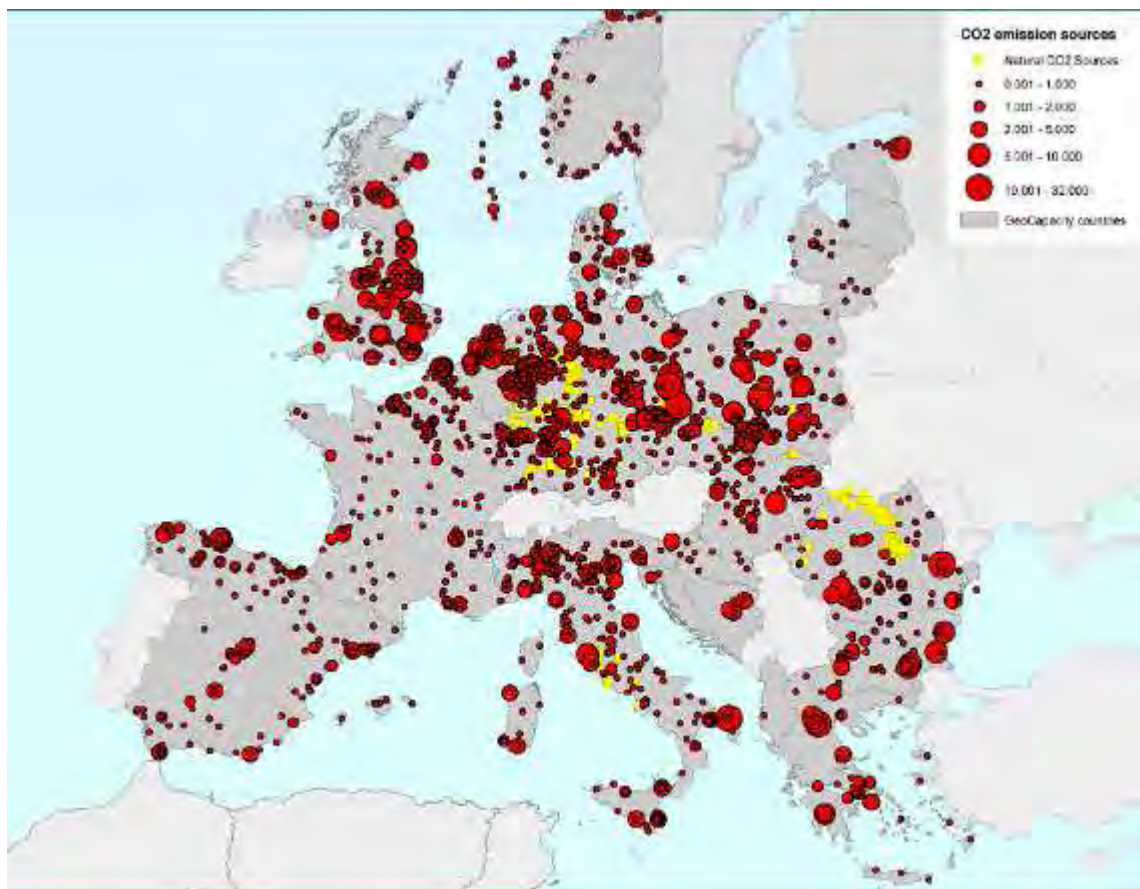 CO2 emission sources
Natural CO2 Sources
0.001 - 1.000
1.001 - 2.000
2.001 - 5.000
5.001 - 10.000
10.001 - 32.000
GeoCapacity countries